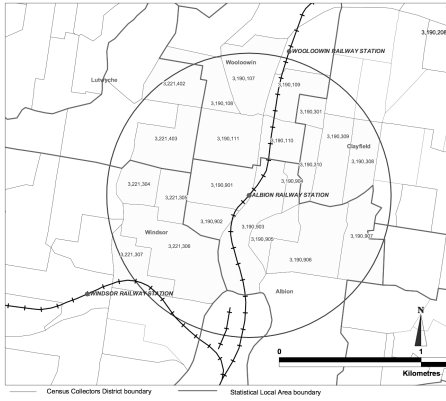 3,190,208
WOOLOOWIN RAILWAY STATION
Wooloowin
3,190,107
Lutwyche
3,221,402
3,190,109
3,190,106
3,190,301
3,221,403
3,190,111
3,190,110
3,190,309
Clayfield
3,190,310
3,190,308
3,221,304
3,190,901
3,190,904
ALBION RAILWAY STATION
3,221,305
3,190,902
3,190,903
Windsor
3,190,905
3,190,907
3,221,306
3,221,307
3,190,906
WINDSOR RAILWAY STATION
Albion
N
0
1
Kilometres
Census Collectors District boundary
Statistical Local Area boundary